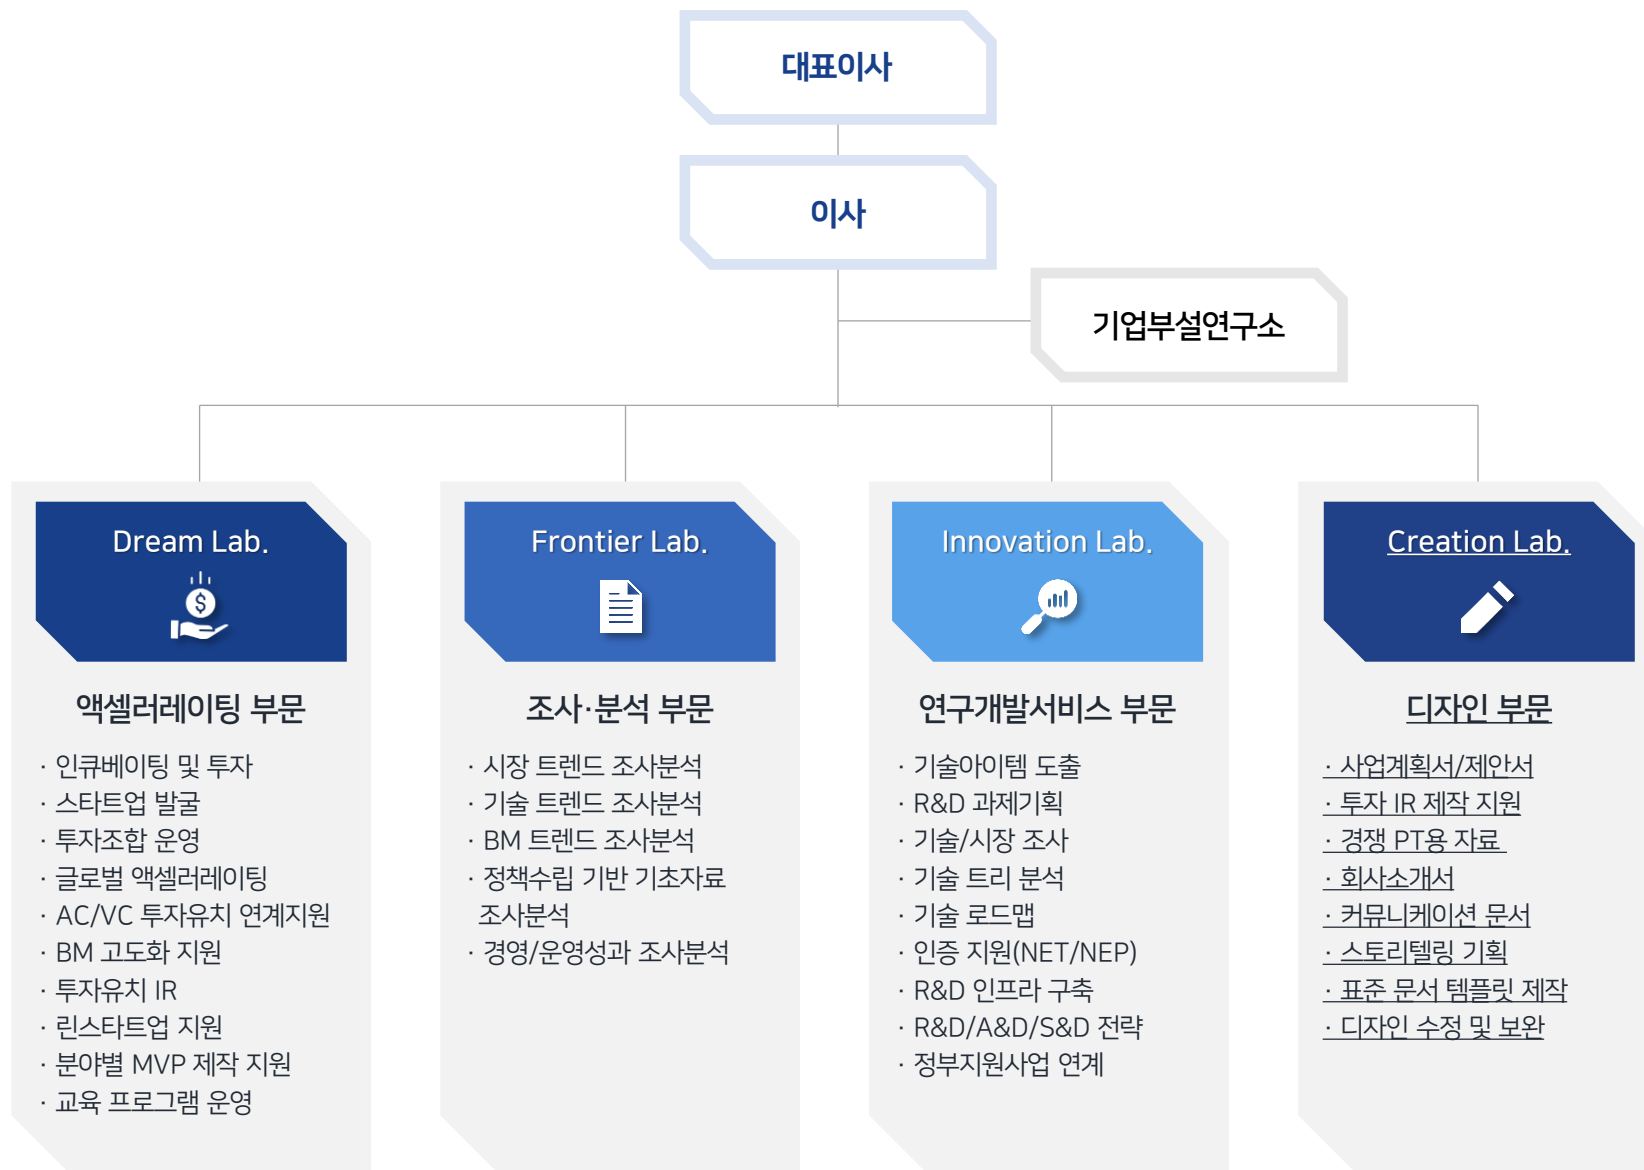 대표이사
이사
기업부설연구소
Dream Lab.
액셀러레이팅 부문
· 인큐베이팅 및 투자
· 스타트업 발굴
· 투자조합 운영
· 글로벌 액셀러레이팅
· AC/VC 투자유치 연계지원
· BM 고도화 지원
· 투자유치 IR
· 린스타트업 지원
· 분야별 MVP 제작 지원
· 교육 프로그램 운영
Frontier Lab.
조사·분석 부문
· 시장 트렌드 조사분석
· 기술 트렌드 조사분석
· BM 트렌드 조사분석
· 정책수립 기반 기초자료
조사분석
· 경영/운영성과 조사분석
Innovation Lab.
연구개발서비스 부문
· 기술아이템 도출
· R&D 과제기획
· 기술/시장 조사
· 기술 트리 분석
· 기술 로드맵
· 인증 지원(NET/NEP)
· R&D 인프라 구축
· R&D/A&D/S&D 전략
· 정부지원사업 연계
Creation Lab.
디자인 부문
· 사업계획서/제안서
· 투자 IR 제작 지원
· 경쟁 PT용 자료
· 회사소개서
· 커뮤니케이션 문서
· 스토리텔링 기획
· 표준 문서 템플릿 제작
· 디자인 수정 및 보완